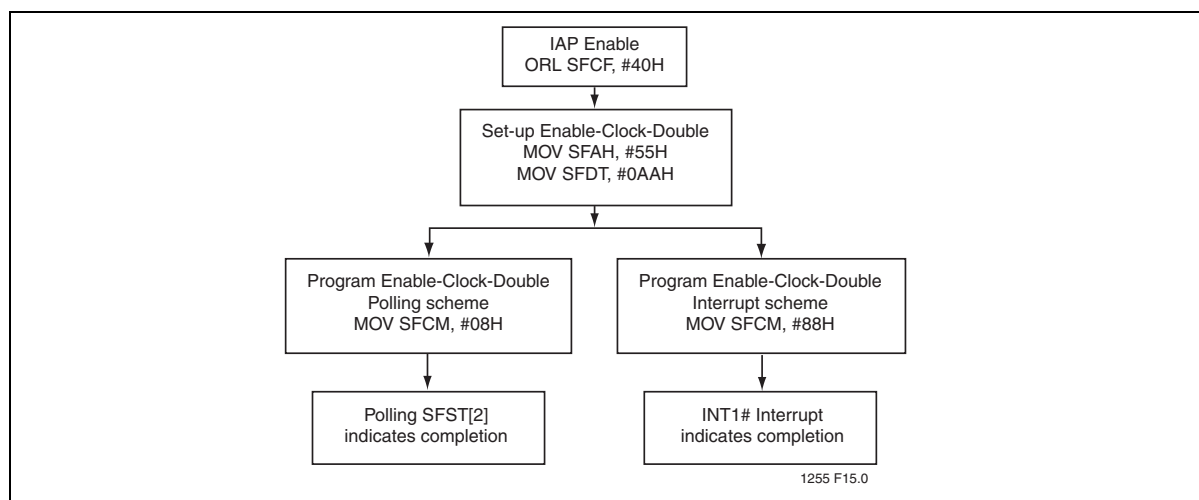 IAP Enable
ORL SFCF, #40H
Set-up Enable-Clock-Double
MOV SFAH, #55H
MOV SFDT, #0AAH
Program Enable-Clock-Double
Polling scheme
MOV SFCM, #08H
Program Enable-Clock-Double
Interrupt scheme
MOV SFCM, #88H
Polling SFST[2]
indicates completion
INT1# Interrupt
indicates completion
1255 F15.0